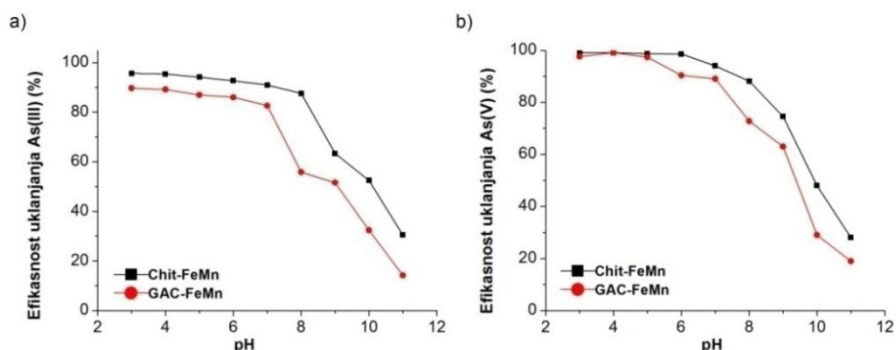 a)
Efikasnost uklanjanja As(III) (%)
100
80
60
40
20
0
Chit-FeMn
GAC-FeMn
2
4
6
8
10
12
pH
b)
Efikasnost uklanjanja As(V) (%)
100
80
60
40
20
0
Chit-FeMn
GAC-FeMn
2
4
6
8
10
12
pH